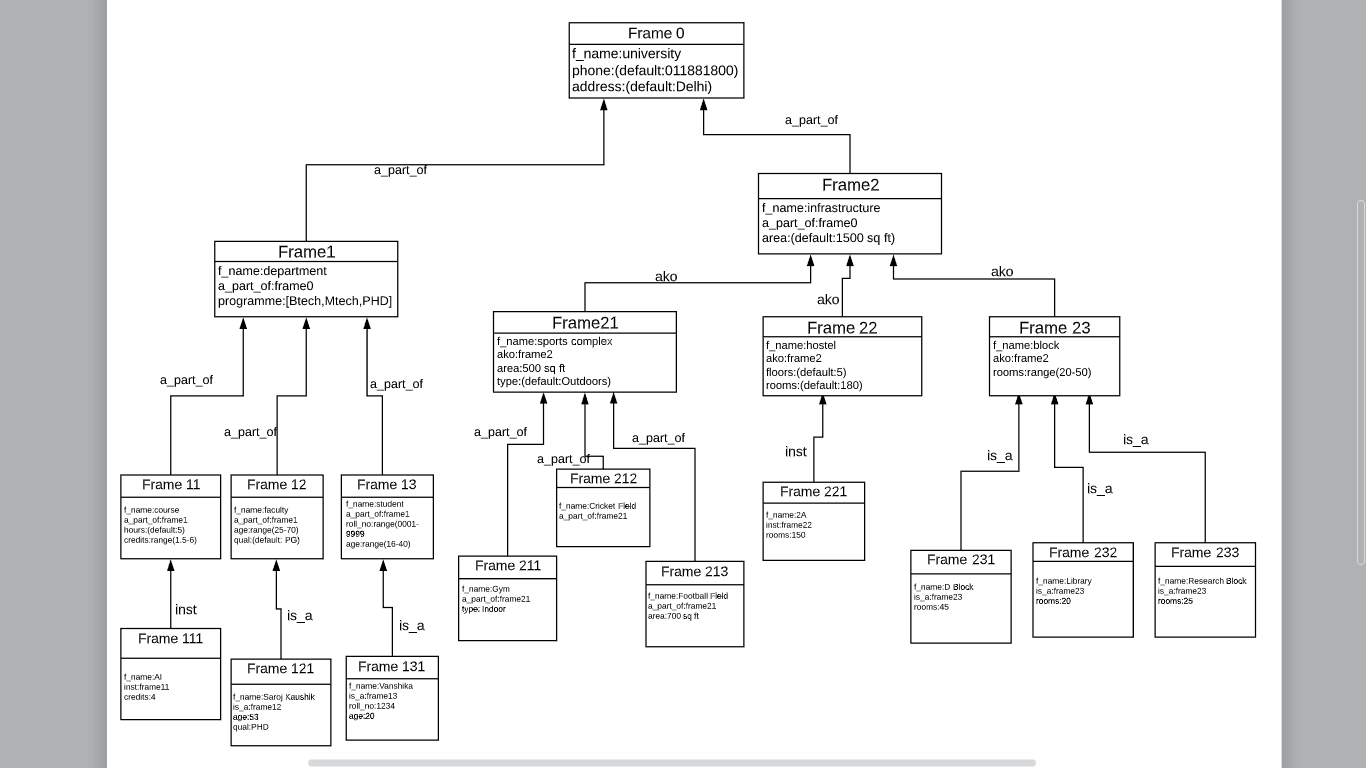 Frame 0
f_name:university
phone:(default:011881800)
address:(default:Delhi)
a_part_of
a_part_of
Frame2
f_name:infrastructure
a_part_of:frame0
area:(default:1500 sq ft)
Frame1
f_name:department
a_part_of:frame0
programme:[Btech,Mtech,PHD]
ako
ako
ako
Frame21
f_name:sports complex
ako:frame2
area:500 sq ft
type:(default:Outdoors)
Frame 22
f_name:hostel
ako:frame2
floors:(default:5)
rooms:(default:180)
Frame 23
f_name:block
ako:frame2
rooms:range(20-50)
a_part_of
a_part_of
a_part_of
a_part_of
a_part_of
a_part_of
inst
is_a
is_a
is_a
Frame 11
f_name:course
a_part_of:frame1
hours:(default:5)
credits:range(1.5-6)
Frame 12
f_name:faculty
a_part_of:frame1
age:range(25-70)
qual:(default: PG)
Frame 13
f_name:student
a_part_of:frame1
roll_no:range(0001-
9999
age:range(16-40)
Frame 212
f_name:Cricket Field
a_part_of:frame21
Frame 221
f_name:2A
inst:frame22
rooms:150
Frame 211
f_name:Gym
a_part_of:frame21
type: Indoor
Frame 213
f_name:Football Field
a_part_of:frame21
area:700 sq ft
Frame 231
f_name:D Block
is_a:frame23
rooms:45
Frame 232
f_name:Library
is_a:frame23
rooms:20
Frame 233
f_name:Research Block
is_a:frame23
rooms:25
inst
is_a
is_a
Frame 111
f_name:AI
inst:frame11
credits:4
Frame 121
f_name:Saroj Kaushik
is_a:frame12
age:53
qual:PHD
Frame 131
f_name:Vanshika
is_a:frame13
roll_no:1234
age:20